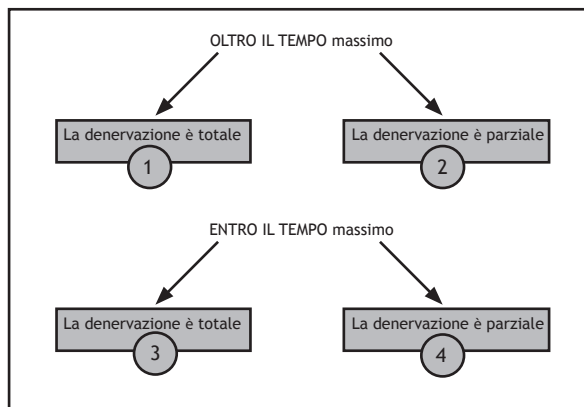 OLTRO IL TEMPO massimo
La denervazione è totale
La denervazione è parziale
1
2
ENTRO IL TEMPO massimo
La denervazione è totale
La denervazione è parziale
3
4